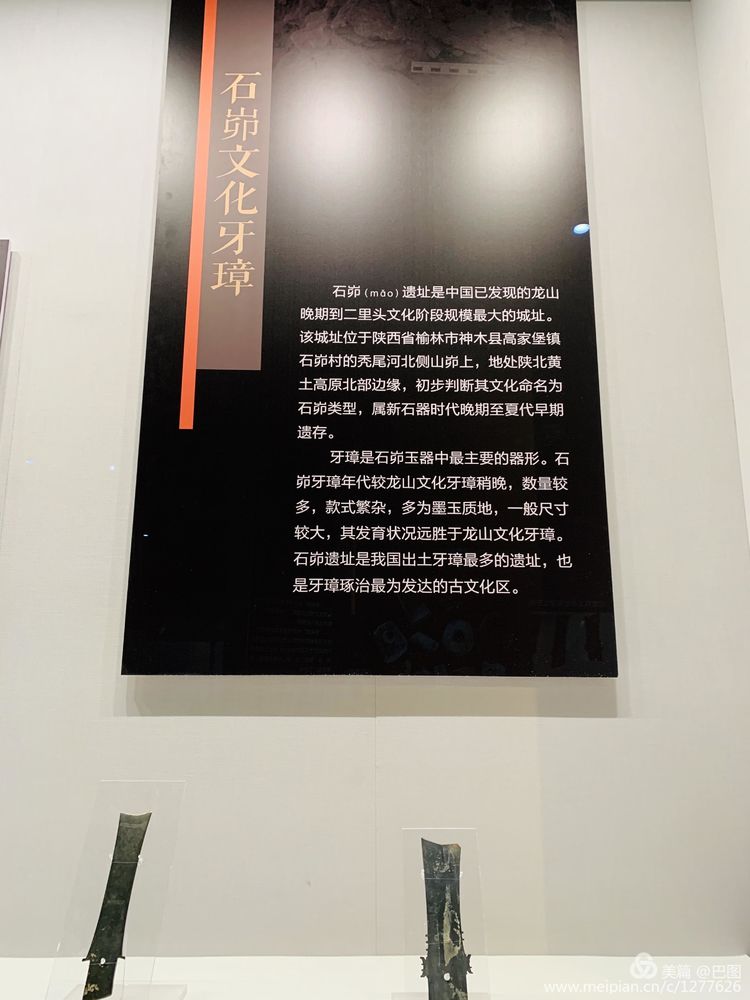 石峁文化牙璋
石峁(mǎo)遗址是中国已发现的龙山
晚期到二里头文化阶段规模最大的城址。
该城址位于陕西省榆林市神木县高家堡镇
石峁村的秃尾河北侧山峁上，地处陕北黄
土高原北部边缘，初步判断其文化命名为
石峁类型，属新石器时代晚期至夏代早期
遗存。
牙璋是石峁玉器中最主要的器形。石
峁牙璋年代较龙山文化牙璋稍晚，数量较
多，款式繁杂，多为墨玉质地，一般尺寸
较大，其发育状况远胜于龙山文化牙璋。
石峁遗址是我国出土牙璋最多的遗址，也
是牙璋琢治最为发达的古文化区。
美篇 @巴图
www.meipian.cn/c/1277626